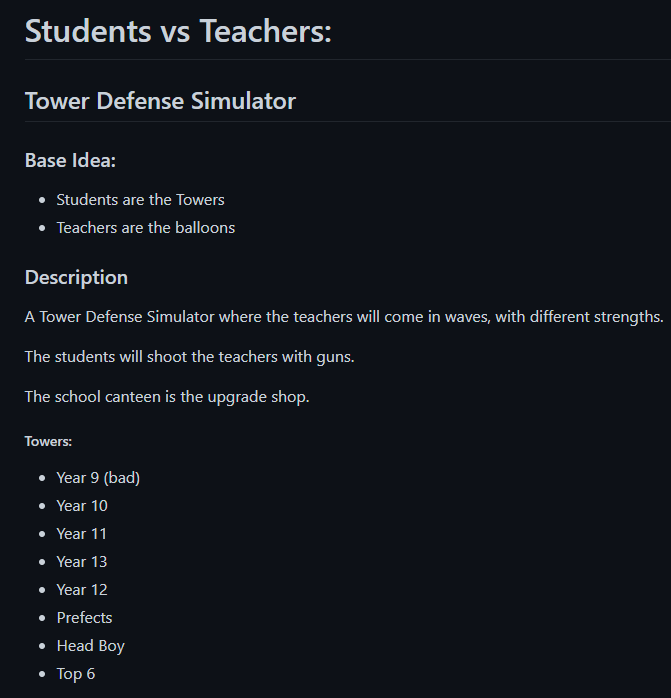 Students vs Teachers:
Tower Defense Simulator
Base Idea:
Students are the Towers
Teachers are the balloons
Description
A Tower Defense Simulator where the teachers will come in waves, with different strengths.
The students will shoot the teachers with guns.
The school canteen is the upgrade shop.
Towers:
Year 9 (bad)
Year 10
Year 11
Year 13
Year 12
Prefects
Head Boy
Top 6